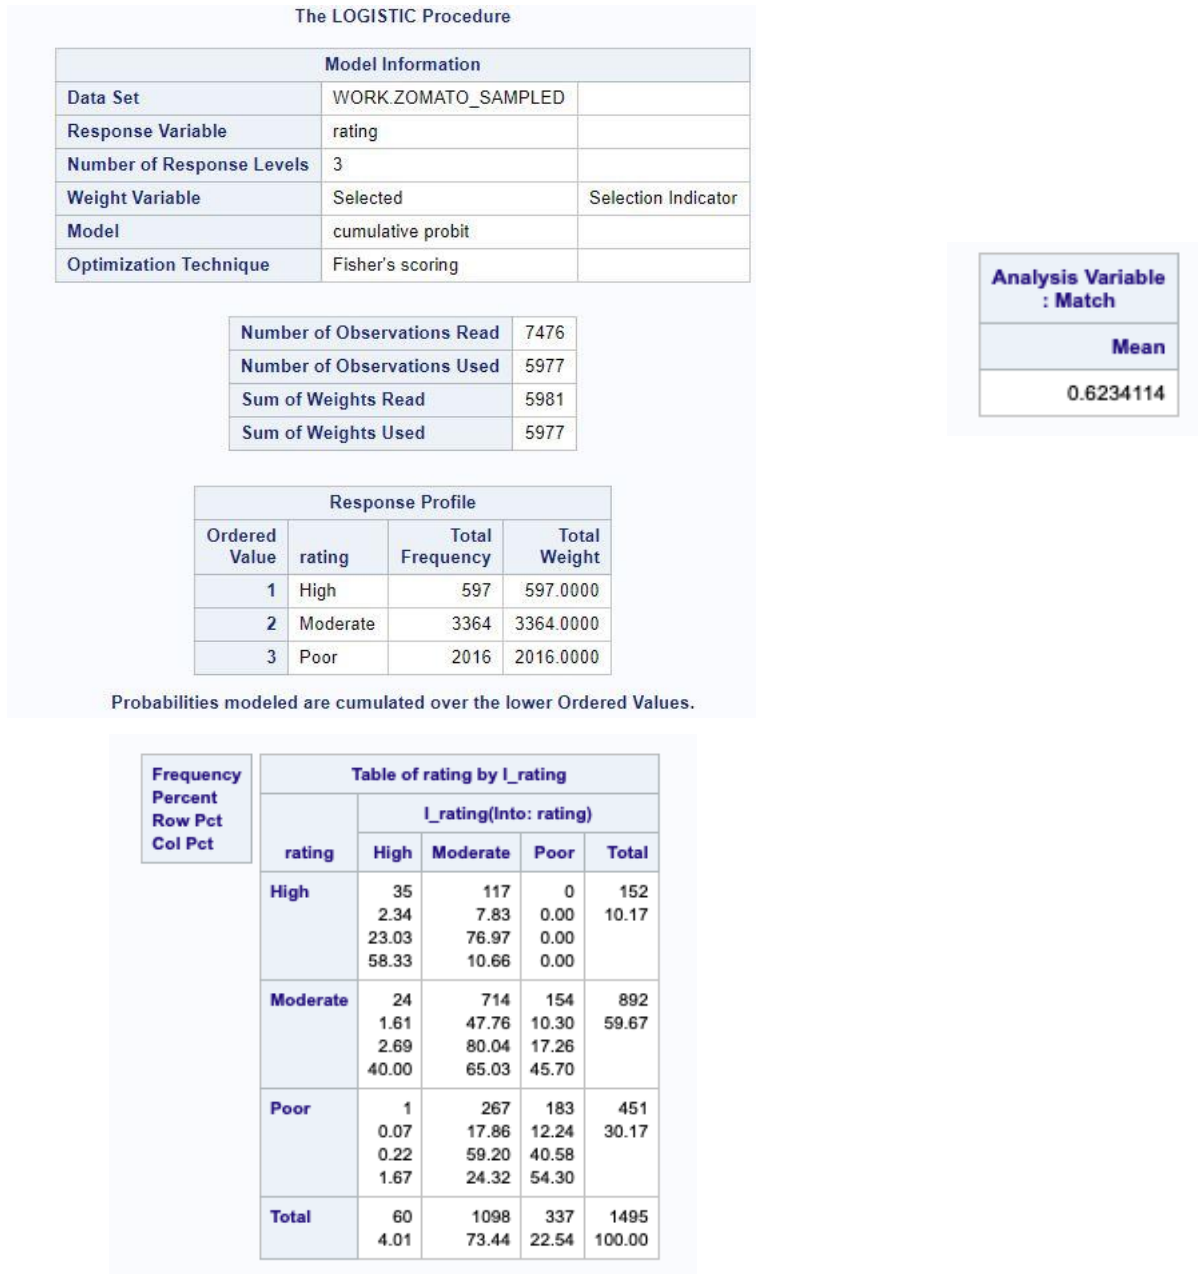 The LOGISTIC Procedure
Model Information
Data Set WORK.ZOMATO_SAMPLED
Response Variable rating
Number of Response Levels 3
Weight Variable Selected Selection Indicator
Model cumulative probit
Optimization Technique Fisher's scoring
Number of Observations Read 7476
Number of Observations Used 5977
Sum of Weights Read 5981
Sum of Weights Used 5977
Analysis Variable
: Match
Mean
0.6234114
Response Profile
Ordered Total Total
Value rating Frequency Weight
1 High 597 597.0000
2 Moderate 3364 3364.0000
3 Poor 2016 2016.0000
Probabilities modeled are cumulated over the lower Ordered Values.
Frequency
Percent
Row Pct
Col Pct
Table of rating by I_rating
I_rating(Into: rating)
rating High Moderate Poor Total
High 35 117 0 152
2.34 7.83 0.00 10.17
23.03 76.97 0.00
58.33 10.66 0.00
Moderate 24 714 154 892
1.61 47.76 10.30 59.67
2.69 80.04 17.26
40.00 65.03 45.70
Poor 1 267 183 451
0.07 17.86 12.24 30.17
0.22 59.20 40.58
1.67 24.32 54.30
Total 60 1098 337 1495
4.01 73.44 22.54 100.00